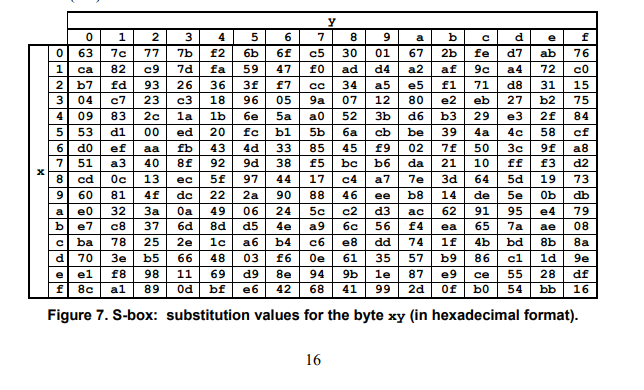 y
0 1 2 3 4 5 6 7 8 9 a b c d e f
0 63 7c 77 7b f2 6b 6f c5 30 01 67 2b fe d7 ab 76
1 ca 82 c9 7d fa 59 47 f0 ad d4 a2 af 9c a4 72 c0
2 b7 fd 93 26 36 3f f7 cc 34 a5 e5 f1 71 d8 31 15
3 04 c7 23 c3 18 96 05 9a 07 12 80 e2 eb 27 b2 75
4 09 83 2c 1a 1b 6e 5a a0 52 3b d6 b3 29 e3 2f 84
5 53 d1 00 ed 20 fc b1 5b 6a cb be 39 4a 4c 58 cf
6 d0 ef aa fb 43 4d 33 85 45 f9 02 7f 50 3c 9f a8
x 7 51 a3 40 8f 92 9d 38 f5 bc b6 da 21 10 ff f3 d2
8 cd 0c 13 ec 5f 97 44 17 c4 a7 7e 3d 64 5d 19 73
9 60 81 4f dc 22 2a 90 88 46 ee b8 14 de 5e 0b db
a e0 32 3a 0a 49 06 24 5c c2 d3 ac 62 91 95 e4 79
b e7 c8 37 6d 8d d5 4e a9 6c 56 f4 ea 65 7a ae 08
c ba 78 25 2e 1c a6 b4 c6 e8 dd 74 1f 4b bd 8b 8a
d 70 3e b5 66 48 03 f6 0e 61 35 57 b9 86 c1 1d 9e
e e1 f8 98 11 69 d9 8e 94 9b 1e 87 e9 ce 55 28 df
f 8c a1 89 0d bf e6 42 68 41 99 2d 0f b0 54 bb 16
Figure 7. S-box: substitution values for the byte xy (in hexadecimal format).
16